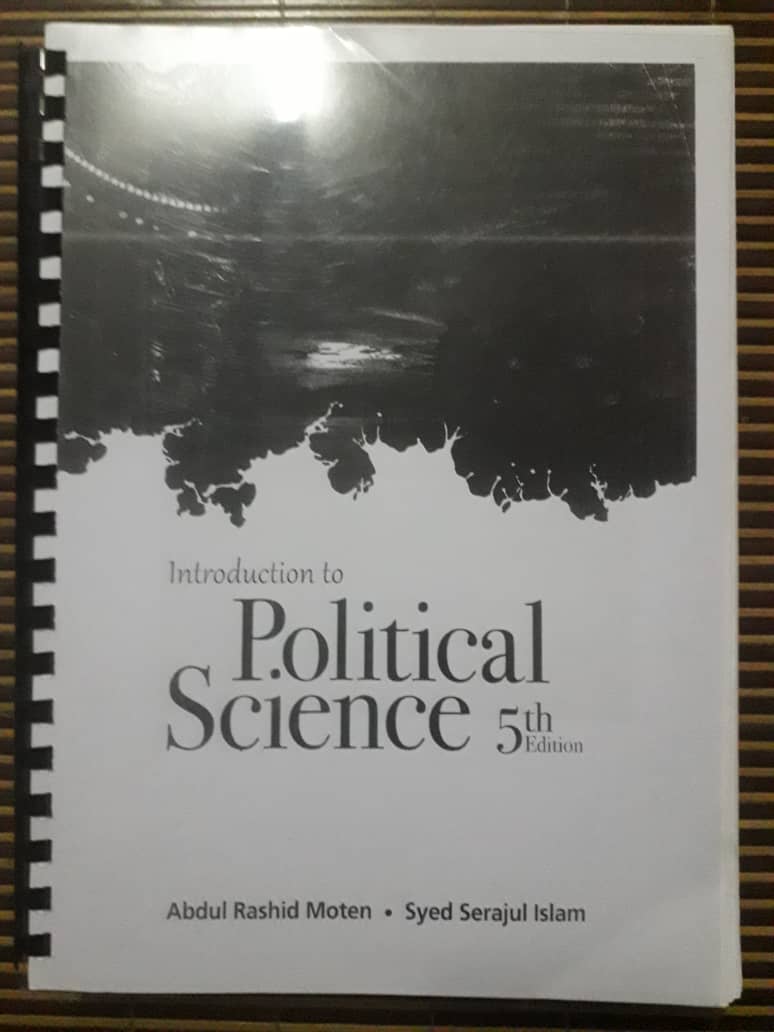 Introduction to
Political
Science 5th
Edition
Abdul Rashid Moten • Syed Serajul Islam